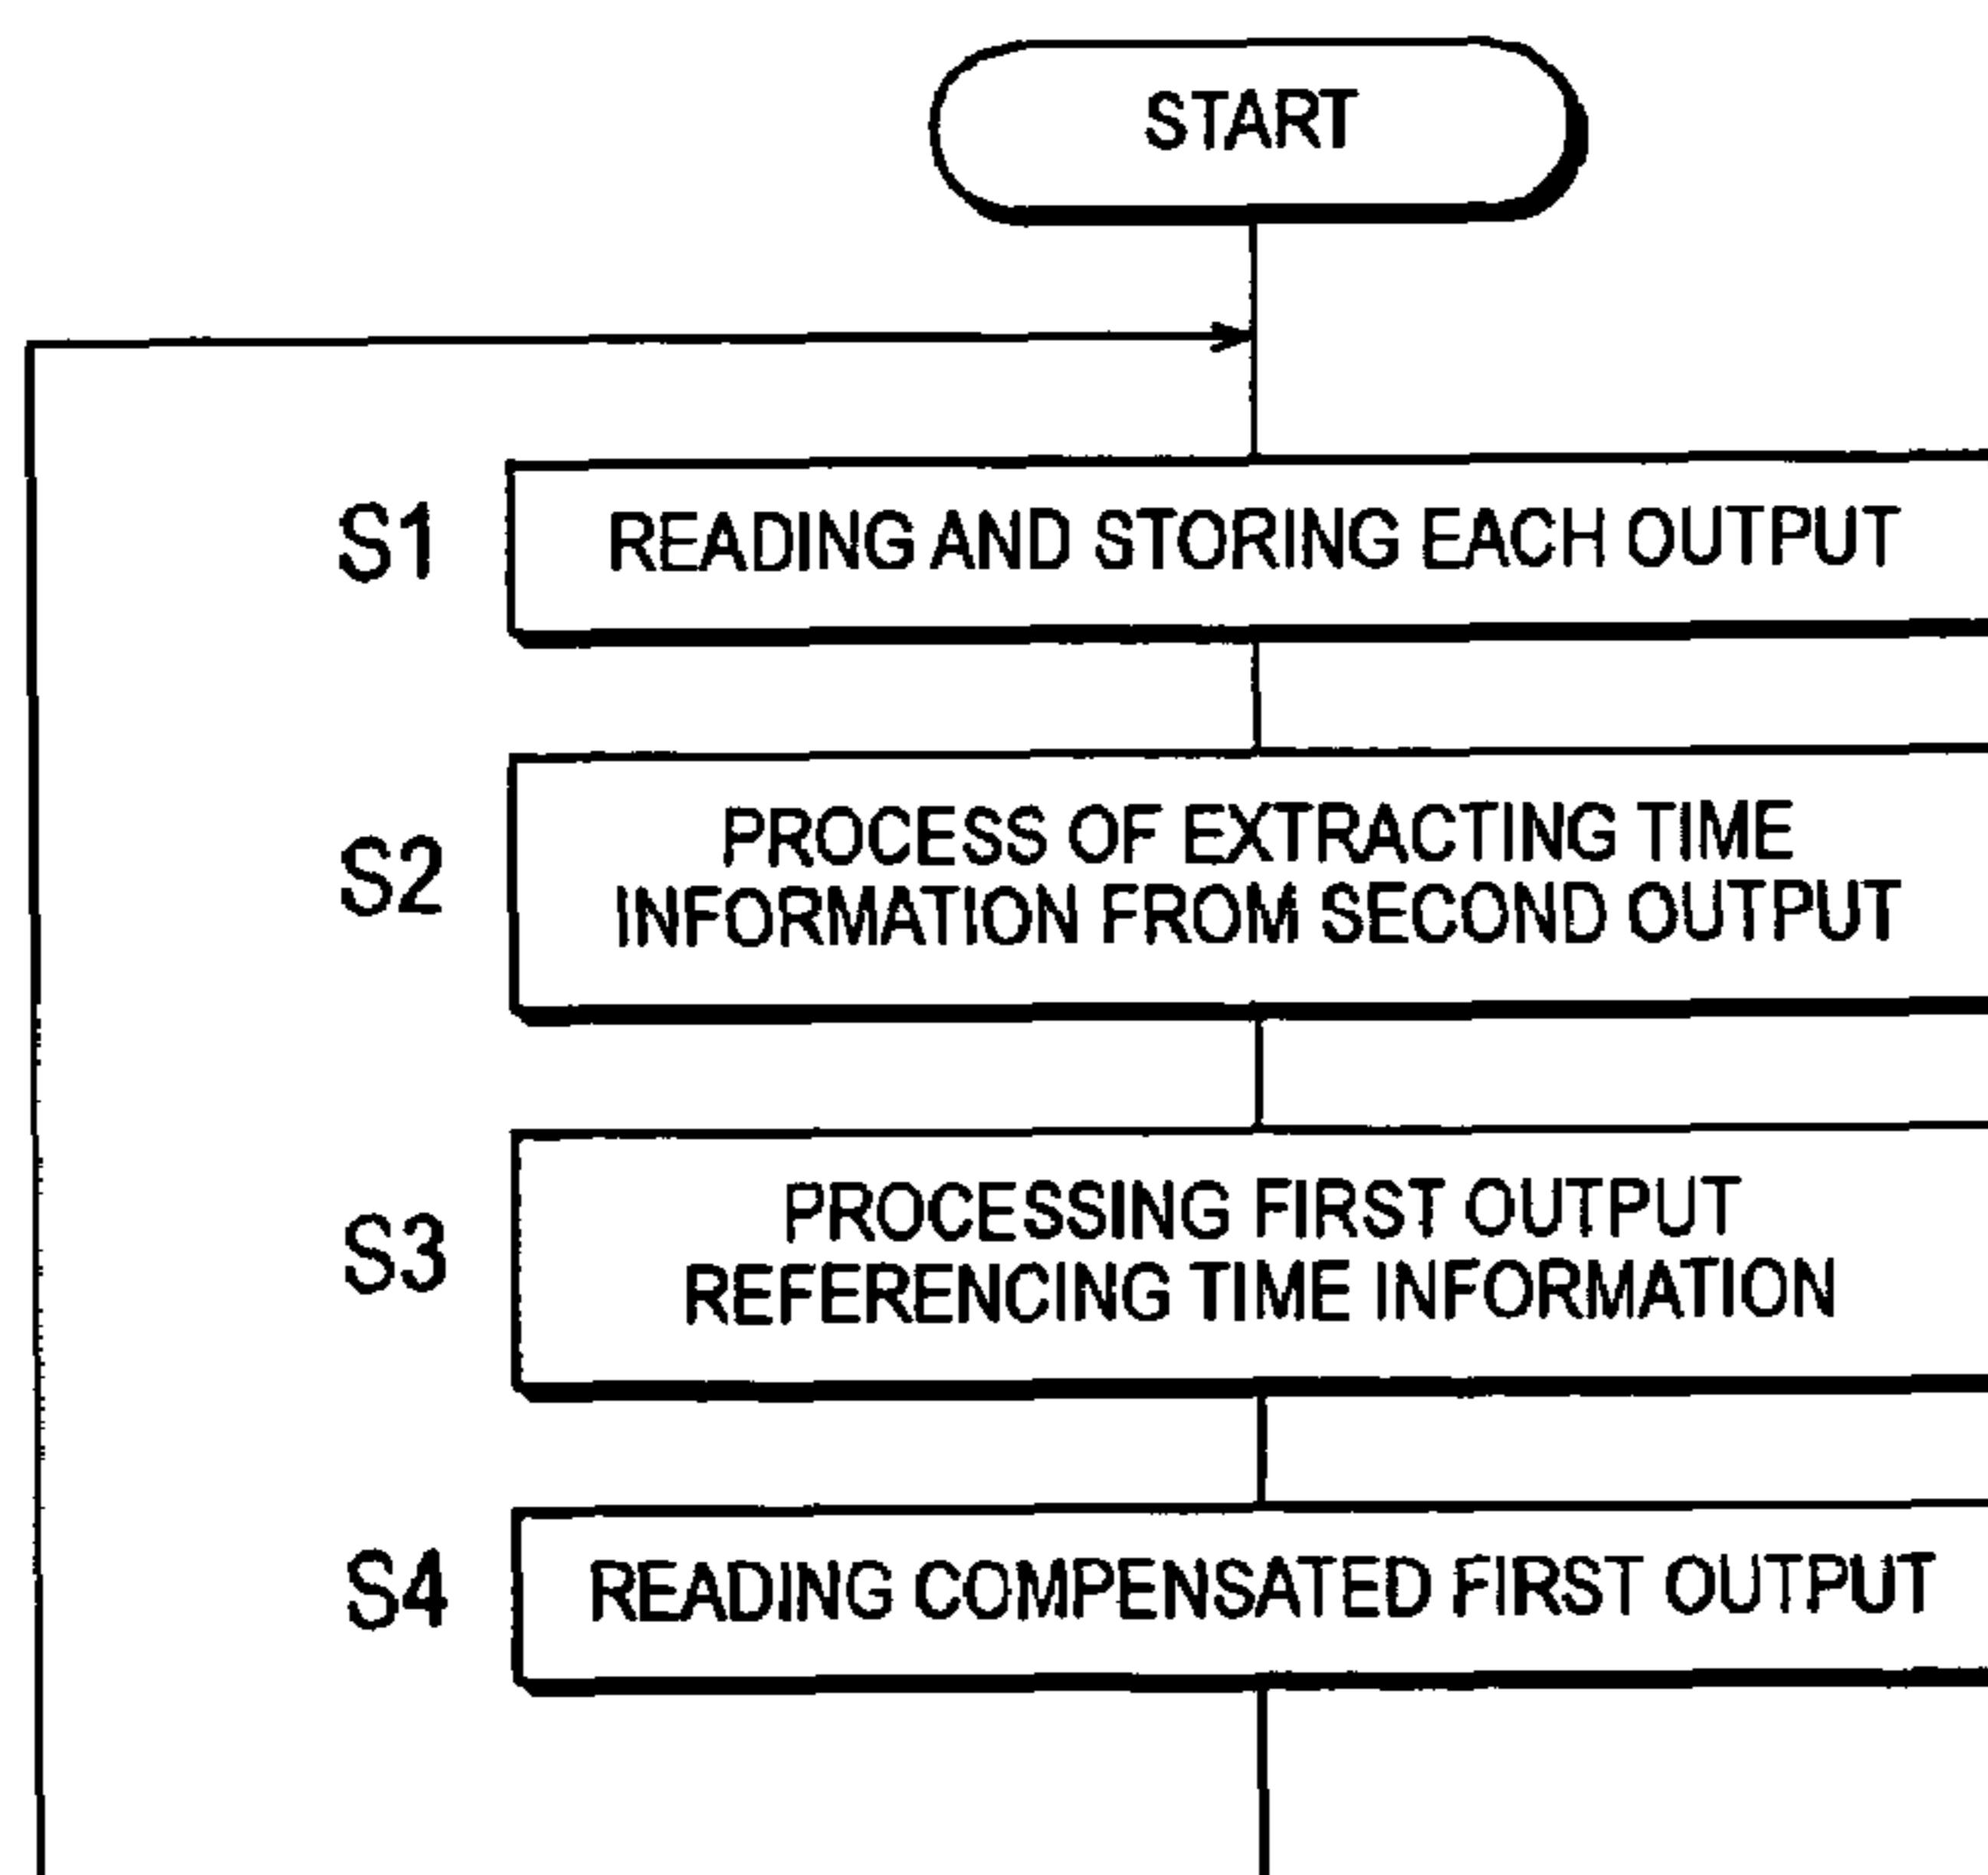 START
S1
READING AND STORING EACH OUTPUT
S2
PROCESS OF EXTRACTING TIME
INFORMATION FROM SECOND OUTPUT
S3
PROCESSING FIRST OUTPUT
REFERENCING TIME INFORMATION
S4
READING COMPENSATED FIRST OUTPUT